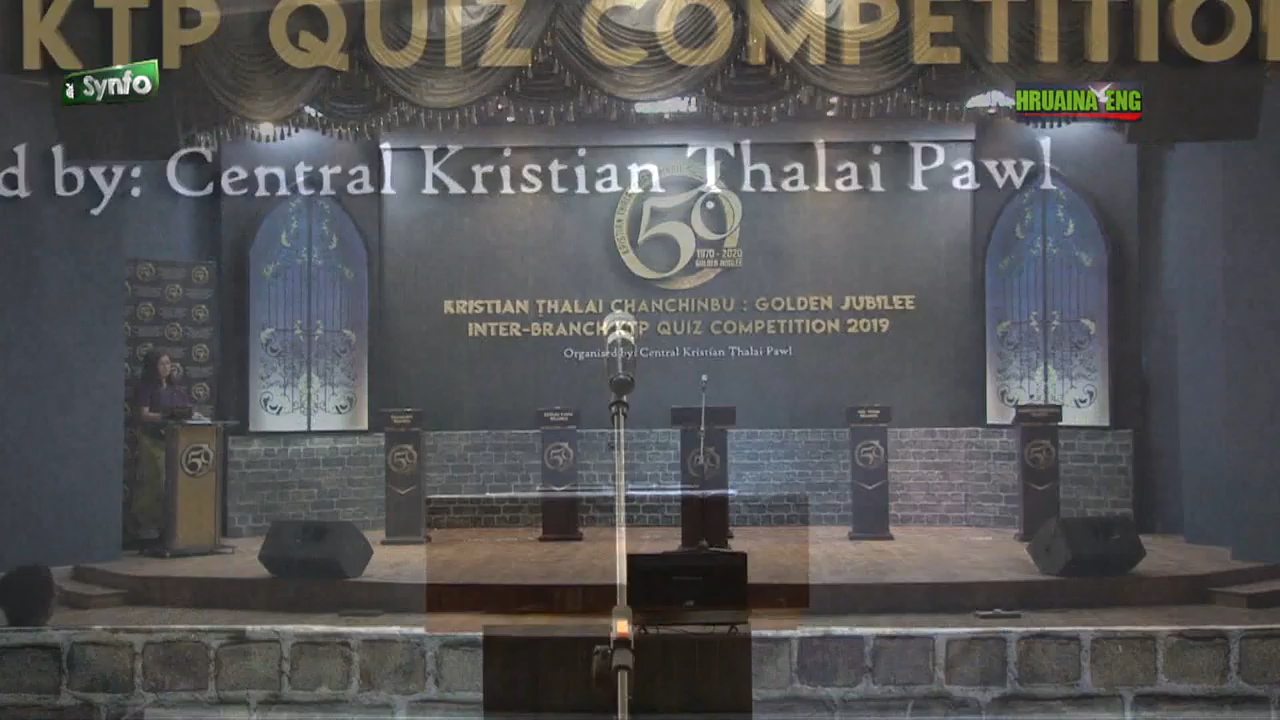 KTP QUIZ COMPETITIO
Synfo
HRUAINA ENG
d by: Central Kristian Thalai Pawl
50
1970 - 2020
GOLDEN JUBILEE
KRISTIAN ṬHALAI CHANCHINBU : GOLDEN JUBILEE
INTER-BRANCH KTP QUIZ COMPETITION 2019
Organised by: Central Kristian Thalai Pawl